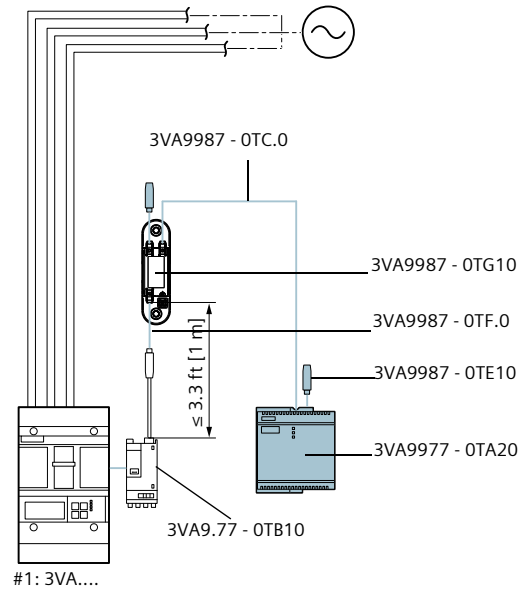 3VA9987 - 0TC.0
3VA9987 - 0TG10
3VA9987 - 0TF.0
≤ 3.3 ft [1 m]
3VA9987 - 0TE10
3VA9977 - 0TA20
3VA9.77 - 0TB10
#1: 3VA....